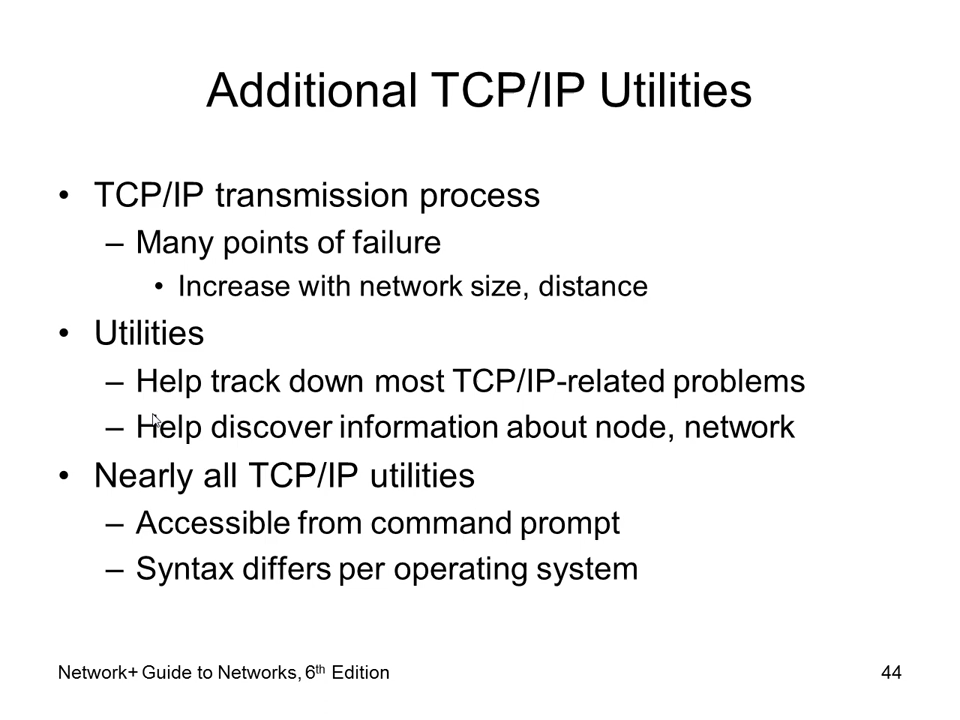 Additional TCP/IP Utilities
• TCP/IP transmission process
– Many points of failure
• Increase with network size, distance
• Utilities
– Help track down most TCP/IP-related problems
– Help discover information about node, network
• Nearly all TCP/IP utilities
– Accessible from command prompt
– Syntax differs per operating system
Network+ Guide to Networks, 6th Edition
44